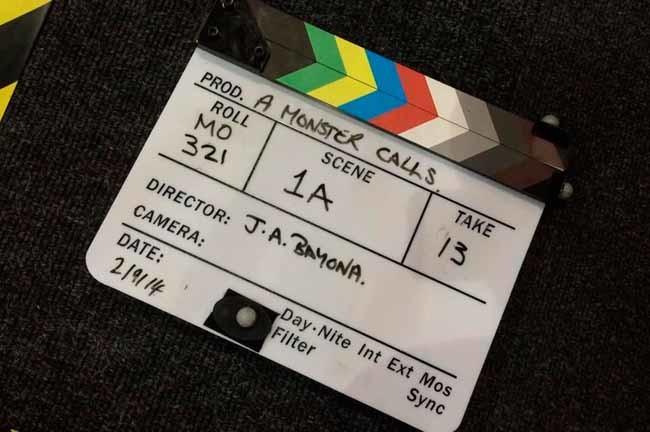 PROD. A MONSTER CALLS.
ROLL SCENE TAKE
MO 321 1A 13
DIRECTOR: J.A. BAYONA.
CAMERA:
DATE:
2/9/14
Day·Nite Int Ext Mos
Filter Sync